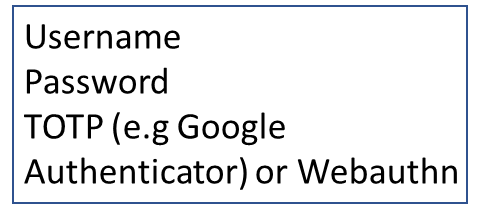 Username
Password
TOTP (e.g Google
Authenticator) or Webauthn